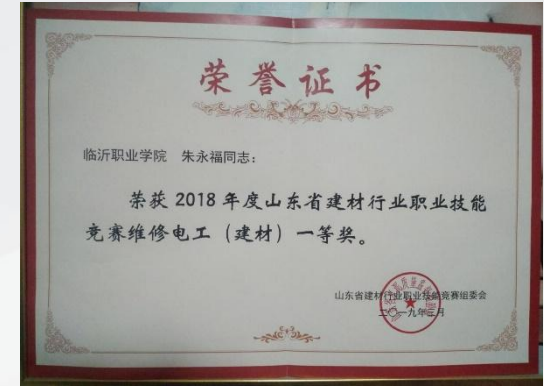 荣誉证书
临沂职业学院 朱永福同志：
荣获 2018 年度山东省建材行业职业技能
竞赛维修电工（建材）一等奖。
山东省建材行业职业技能竞赛组委会
二〇一九年三月